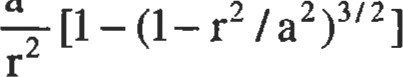 a
— [1−(1−r²/a²)³/²]
r²